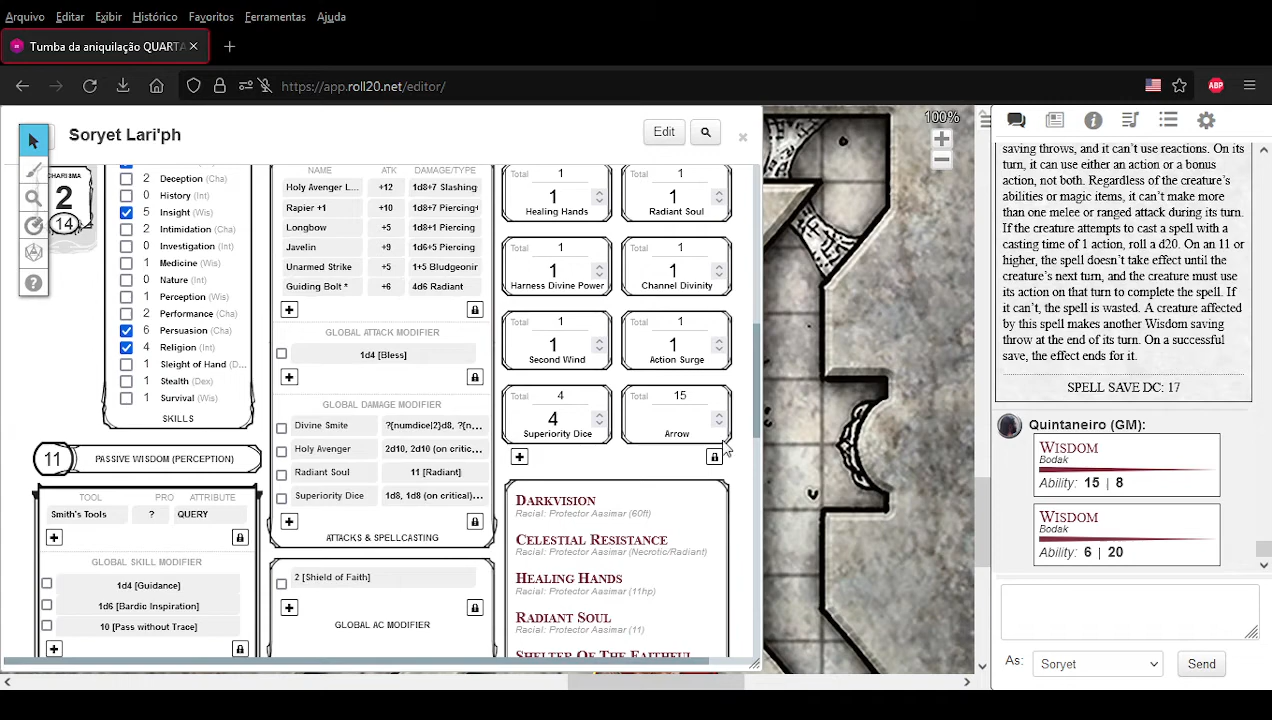 Arquivo Editar Exibir Histórico Favoritos Ferramentas Ajuda
Tumba da aniquilação QUARTA
https://app.roll20.net/editor/
ABP
Soryet Lari'ph
Edit
100%
CHARISMA
2
14
2 Deception (Cha)
0 History (Int)
5 Insight (Wis)
2 Intimidation (Cha)
0 Investigation (Int)
1 Medicine (Wis)
0 Nature (Int)
1 Perception (Wis)
2 Performance (Cha)
6 Persuasion (Cha)
4 Religion (Int)
1 Sleight of Hand (D...
1 Stealth (Dex)
1 Survival (Wis)
SKILLS
11 PASSIVE WISDOM (PERCEPTION)
TOOL PRO ATTRIBUTE
Smith's Tools ? QUERY
GLOBAL SKILL MODIFIER
1d4 [Guidance]
1d6 [Bardic Inspiration]
10 [Pass without Trace]
NAME ATK DAMAGE/TYPE
Holy Avenger L... +12 1d8+7 Slashing
Rapier +1 +10 1d8+7 Piercing+
Longbow +5 1d8+1 Piercing
Javelin +9 1d6+5 Piercing
Unarmed Strike +5 1+5 Bludgeonin
Guiding Bolt * +6 4d6 Radiant
GLOBAL ATTACK MODIFIER
1d4 [Bless]
GLOBAL DAMAGE MODIFIER
Divine Smite ?{numdice|2}d8, ?{n...
Holy Avenger 2d10, 2d10 (on critic,...
Radiant Soul 11 [Radiant]
Superiority Dice 1d8, 1d8 (on critical)...
ATTACKS & SPELLCASTING
2 [Shield of Faith]
GLOBAL AC MODIFIER
Total 1 Total 1
1 1
Healing Hands Radiant Soul
Total 1 Total 1
1 1
Harness Divine Power Channel Divinity
Total 1 Total 1
1 1
Second Wind Action Surge
Total 4 Total 15
4
Superiority Dice Arrow
DARKVISION
Racial: Protector Aasimar (60ft)
CELESTIAL RESISTANCE
Racial: Protector Aasimar (Necrotic/Radiant)
HEALING HANDS
Racial: Protector Aasimar (11hp)
RADIANT SOUL
Racial: Protector Aasimar (11)
SHELTER OF THE FAITHFUL
saving throws, and it can't use reactions. On its
turn, it can use either an action or a bonus
action, not both. Regardless of the creature's
abilities or magic items, it can't make more
than one melee or ranged attack during its turn.
If the creature attempts to cast a spell with a
casting time of 1 action, roll a d20. On an 11 or
higher, the spell doesn't take effect until the
creature's next turn, and the creature must use
its action on that turn to complete the spell. If
it can't, the spell is wasted. A creature affected
by this spell makes another Wisdom saving
throw at the end of its turn. On a successful
save, the effect ends for it.
SPELL SAVE DC: 17
Quintaneiro (GM):
WISDOM
Bodak
Ability: 15 | 8
WISDOM
Bodak
Ability: 6 | 20
As: Soryet Send